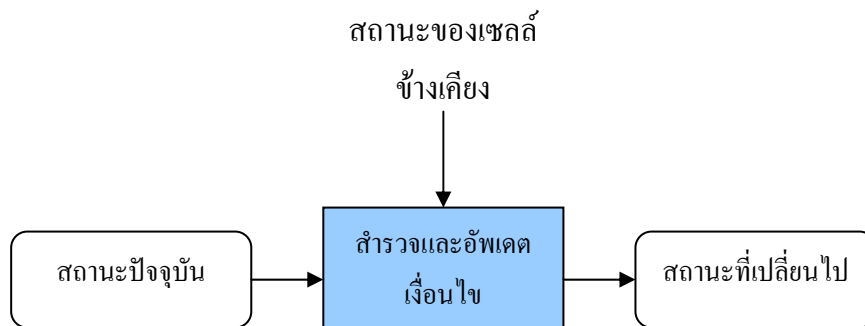 สถานะของเซลล์
ข้างเคียง
สถานะปัจจุบัน
สำรวจและอัพเดต
เงื่อนไข
สถานะที่เปลี่ยนไป